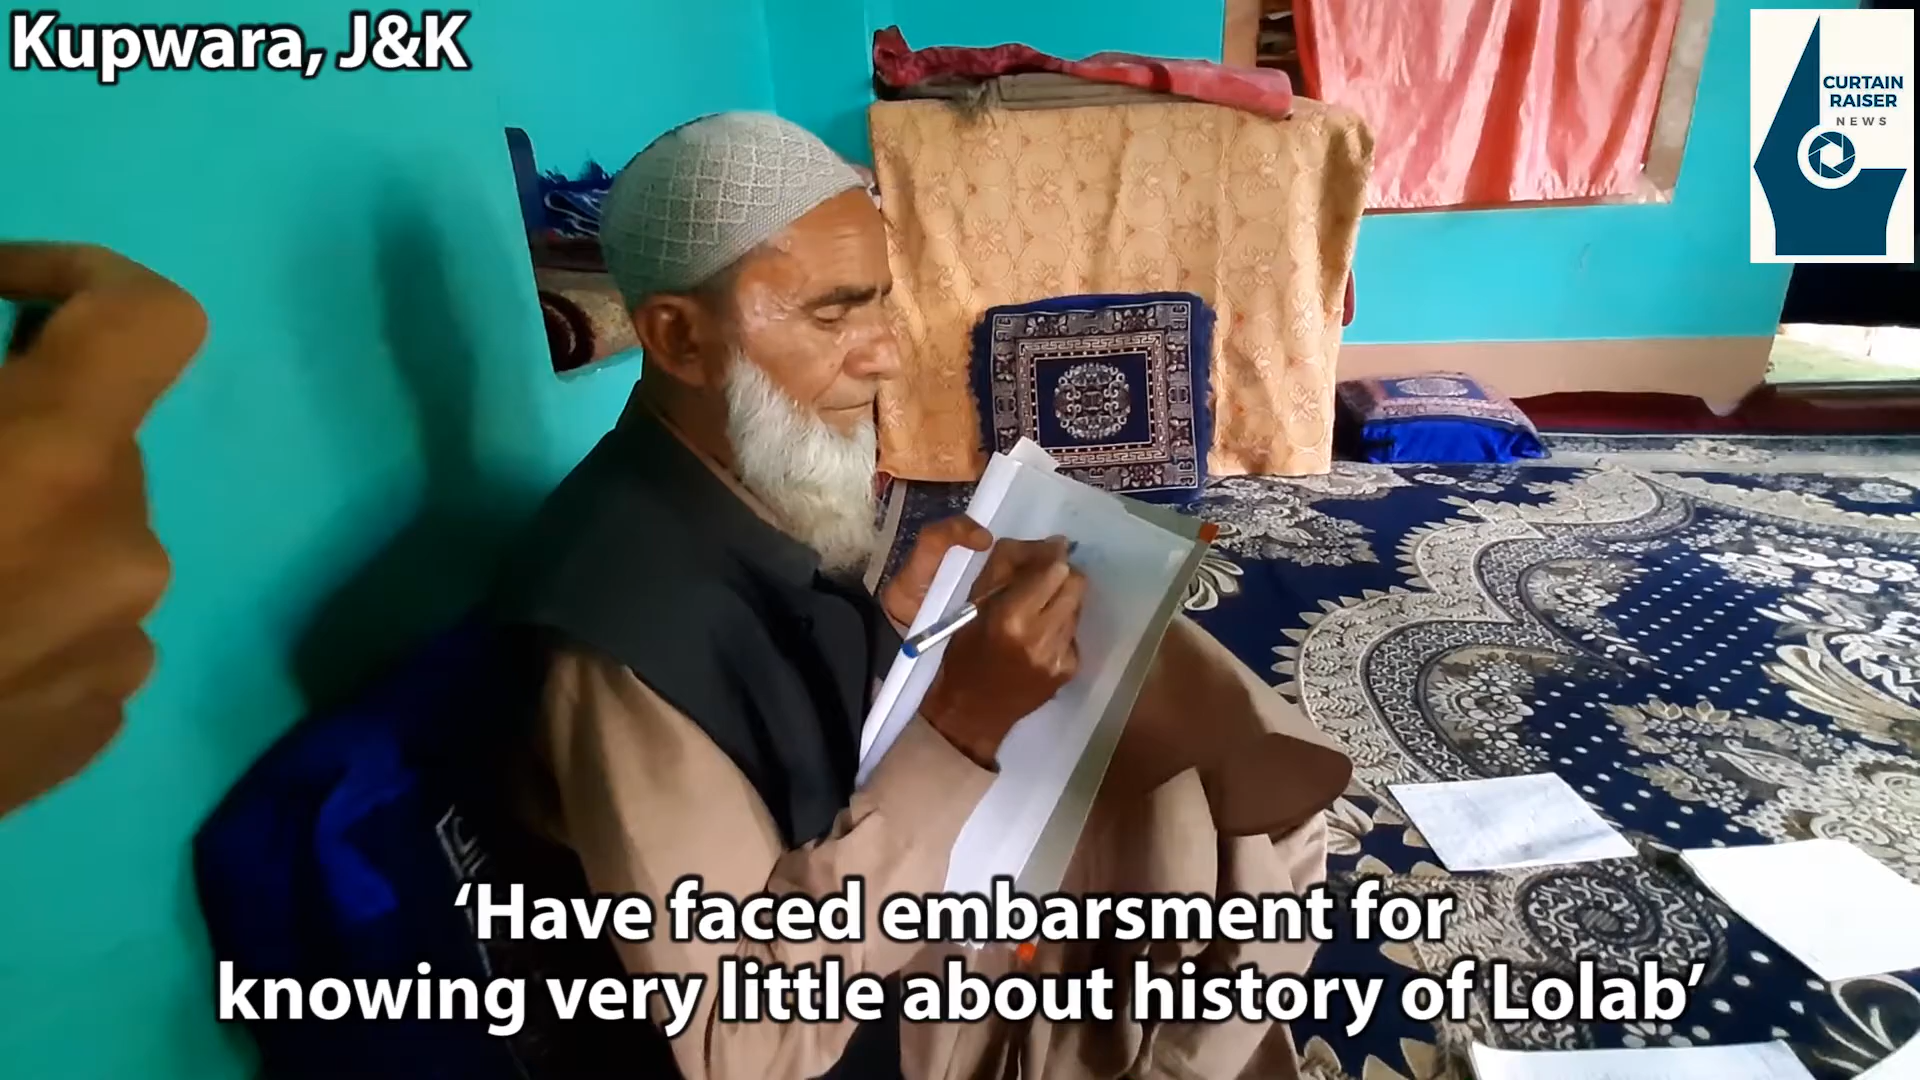 Kupwara, J&K
CURTAIN
RAISER
NEWS
‘Have faced embarsment for
knowing very little about history of Lolab’